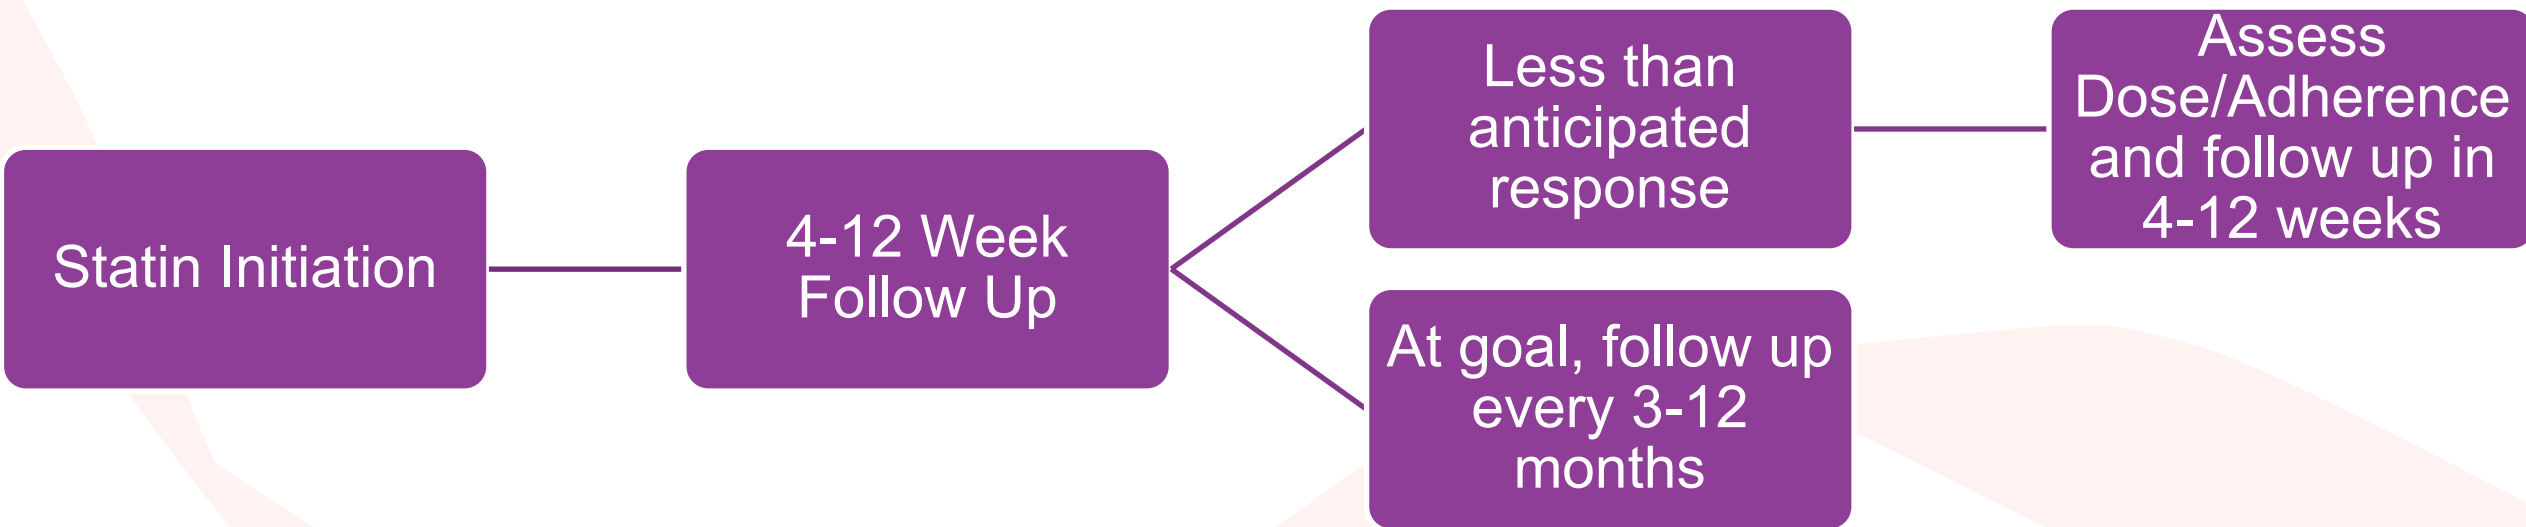 Statin Initiation
4-12 Week
Follow Up
Less than
anticipated
response
Assess
Dose/Adherence
and follow up in
4-12 weeks
At goal, follow up
every 3-12
months